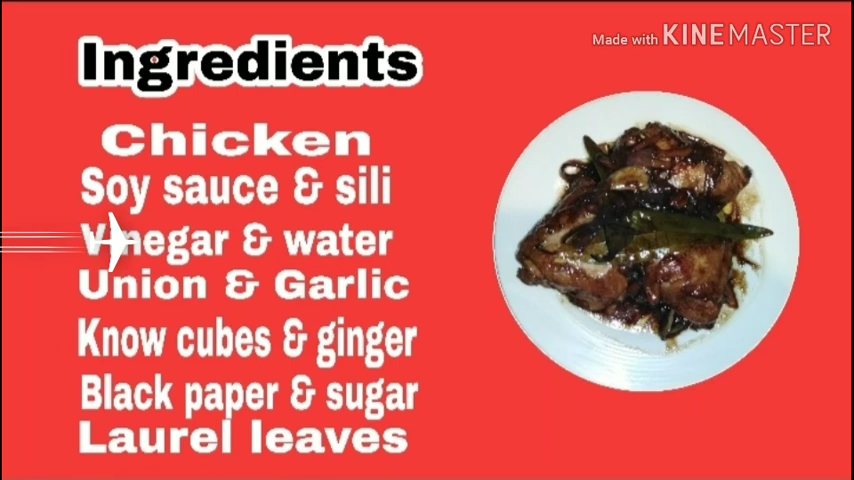 Made with KINEMASTER
Ingredients
Chicken
Soy sauce & sili
Vinegar & water
Union & Garlic
Know cubes & ginger
Black paper & sugar
Laurel leaves